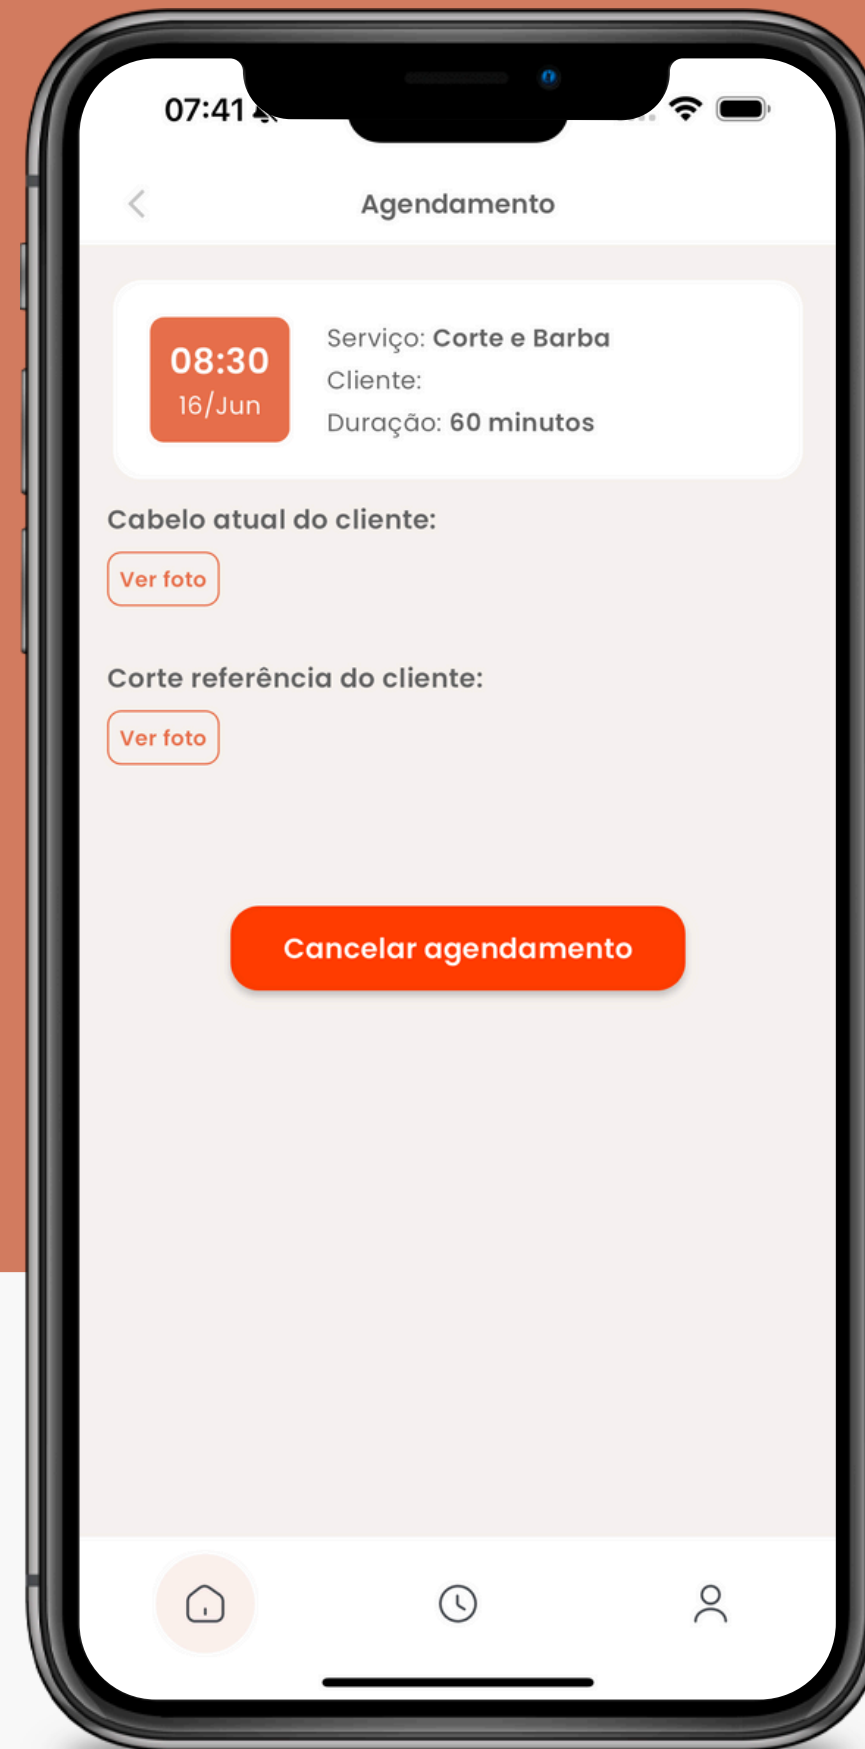 07:41
Agendamento
08:30
16/Jun
Serviço: Corte e Barba
Cliente:
Duração: 60 minutos
Cabelo atual do cliente:
Ver foto
Corte referência do cliente:
Ver foto
Cancelar agendamento